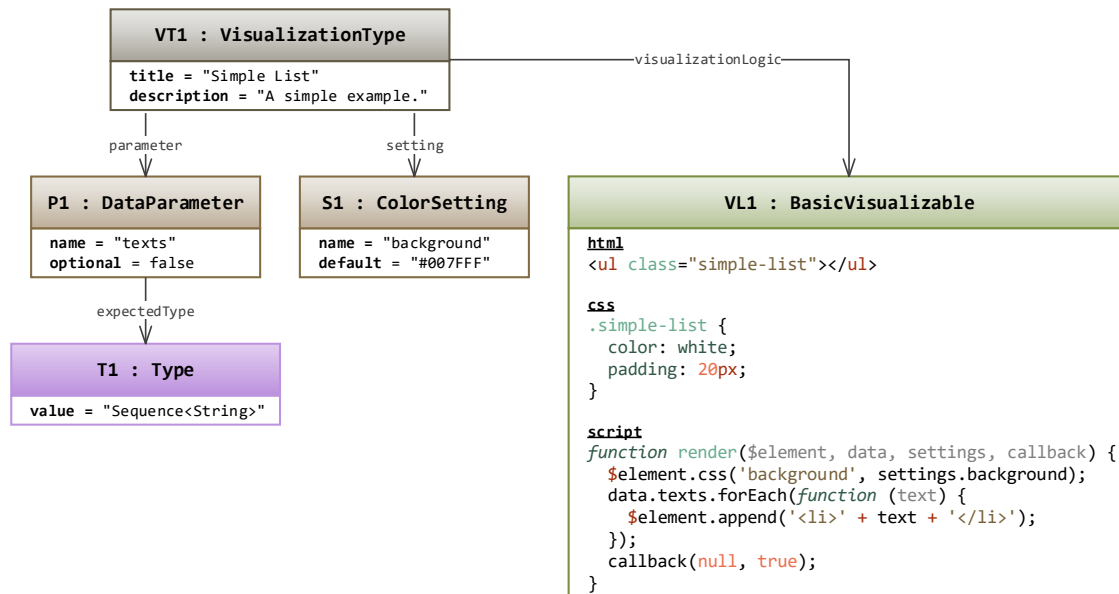 VT1 : VisualizationType
title = "Simple List"
description = "A simple example."
visualizationLogic
parameter
setting
P1 : DataParameter
name = "texts"
optional = false
S1 : ColorSetting
name = "background"
default = "#007FFF"
expectedType
T1 : Type
value = "Sequence<String>"
VL1 : BasicVisualizable
html
<ul class="simple-list"></ul>
css
.simple-list {
  color: white;
  padding: 20px;
}
script
function render($element, data, settings, callback) {
  $element.css('background', settings.background);
  data.texts.forEach(function (text) {
    $element.append('<li>' + text + '</li>');
  });
  callback(null, true);
}